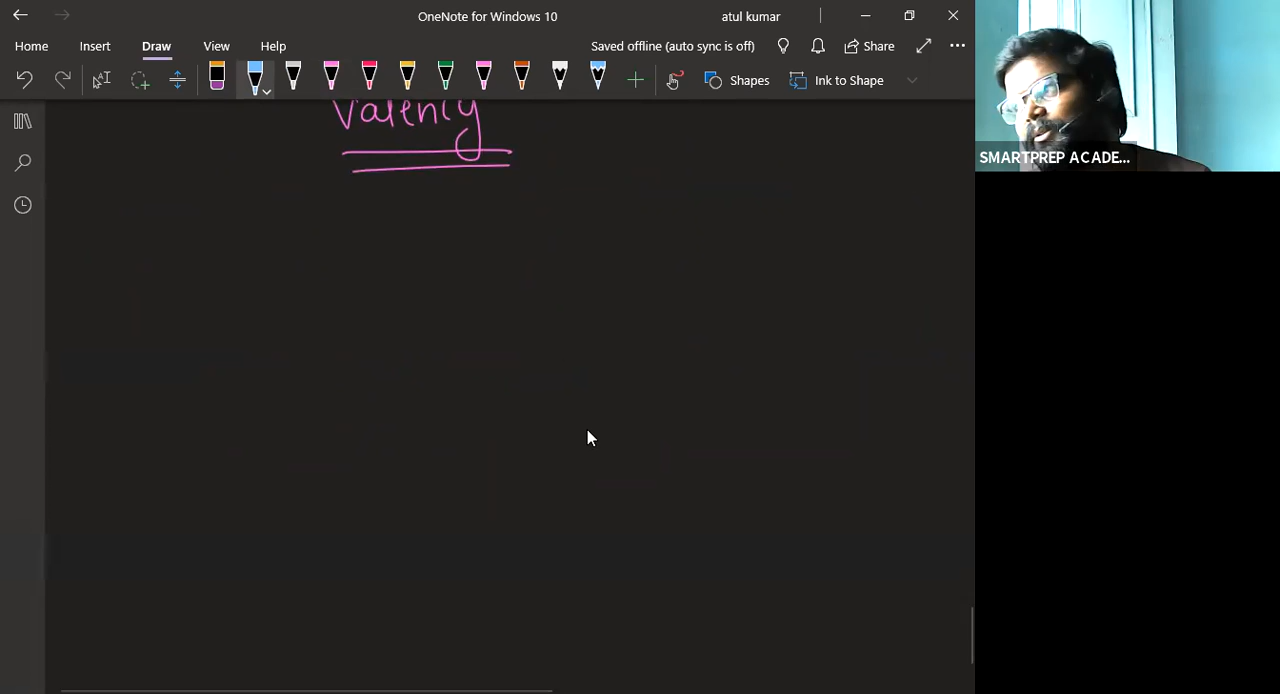 OneNote for Windows 10
atul kumar
Home
Insert
Draw
View
Help
Saved offline (auto sync is off)
Share
Shapes
Ink to Shape
Valency
SMARTPREP ACADE...